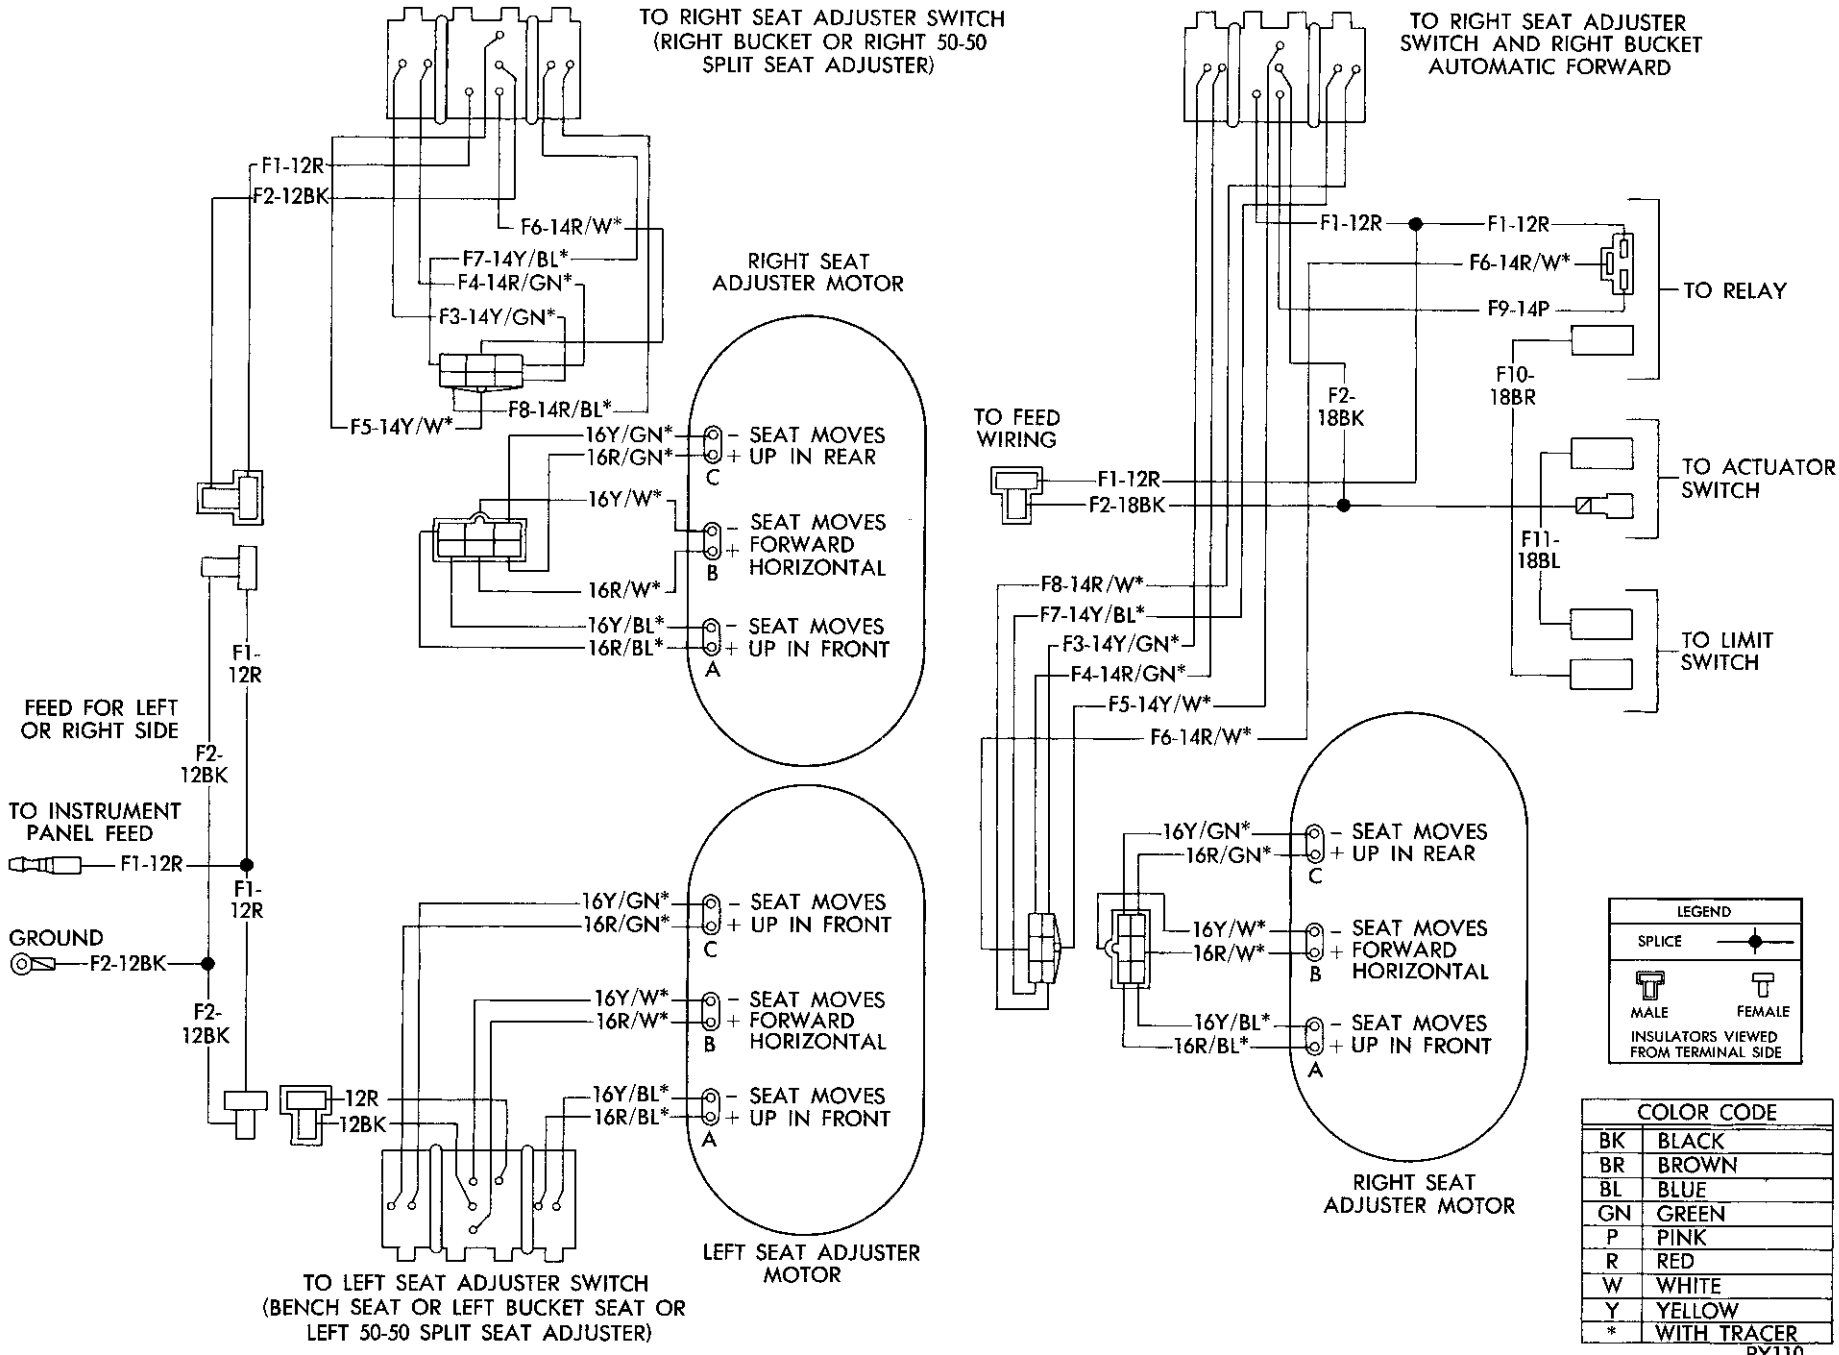 TO RIGHT SEAT ADJUSTER SWITCH
(RIGHT BUCKET OR RIGHT 50-50
SPLIT SEAT ADJUSTER)
F1-12R
F2-12BK
F6-14R/W*
F7-14Y/BL*
F4-14R/GN*
F3-14Y/GN*
F8-14R/BL*
F5-14Y/W*
RIGHT SEAT
ADJUSTER MOTOR
16Y/GN*
- SEAT MOVES
16R/GN*
+ UP IN REAR
C
16Y/W*
- SEAT MOVES
+ FORWARD
HORIZONTAL
B
16R/W*
16Y/BL*
- SEAT MOVES
16R/BL*
+ UP IN FRONT
A
F1-
12R
FEED FOR LEFT
OR RIGHT SIDE
F2-
12BK
TO INSTRUMENT
PANEL FEED
F1-12R
F1-
12R
GROUND
F2-12BK
F2-
12BK
12R
12BK
16Y/GN*
- SEAT MOVES
16R/GN*
+ UP IN FRONT
C
16Y/W*
- SEAT MOVES
16R/W*
+ FORWARD
B
HORIZONTAL
16Y/BL*
- SEAT MOVES
16R/BL*
+ UP IN FRONT
A
LEFT SEAT ADJUSTER
MOTOR
TO LEFT SEAT ADJUSTER SWITCH
(BENCH SEAT OR LEFT BUCKET SEAT OR
LEFT 50-50 SPLIT SEAT ADJUSTER)
TO RIGHT SEAT ADJUSTER
SWITCH AND RIGHT BUCKET
AUTOMATIC FORWARD
F1-12R
F1-12R
F6-14R/W*
F9-14P
TO RELAY
F10-
18BR
F2-
18BK
TO FEED
WIRING
F1-12R
F2-18BK
TO ACTUATOR
SWITCH
F11-
18BL
F8-14R/W*
F7-14Y/BL*
F3-14Y/GN*
F4-14R/GN*
F5-14Y/W*
F6-14R/W*
TO LIMIT
SWITCH
16Y/GN*
- SEAT MOVES
16R/GN*
+ UP IN REAR
C
16Y/W*
- SEAT MOVES
16R/W*
+ FORWARD
B
HORIZONTAL
16Y/BL*
- SEAT MOVES
16R/BL*
+ UP IN FRONT
A
RIGHT SEAT
ADJUSTER MOTOR
LEGEND
SPLICE
MALE
FEMALE
INSULATORS VIEWED
FROM TERMINAL SIDE
COLOR CODE
BK BLACK
BR BROWN
BL BLUE
GN GREEN
P PINK
R RED
W WHITE
Y YELLOW
* WITH TRACER